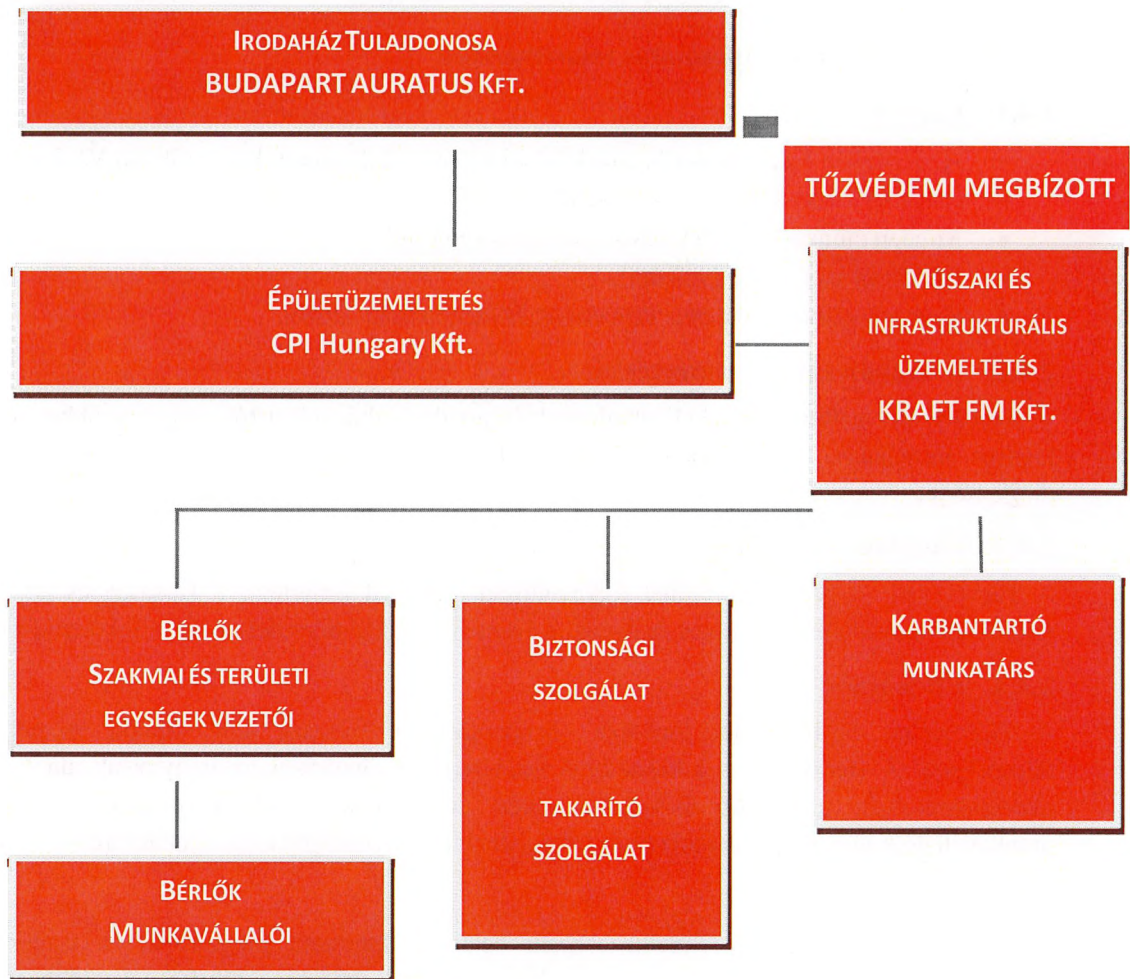 IRODAHÁZ TULAJDONOSA
BUDAPART AURATUS KFT.
TŰZVÉDEMI MEGBÍZOTT
ÉPÜLETÜZEMELTETÉS
CPI Hungary Kft.
MŰSZAKI ÉS
INFRASTRUKTURÁLIS
ÜZEMELTETÉS
KRAFT FM KFT.
BÉRLŐK
SZAKMAI ÉS TERÜLETI
EGYSÉGEK VEZETŐI
BIZTONSÁGI
SZOLGÁLAT
TAKARÍTÓ
SZOLGÁLAT
KARBANTARTÓ
MUNKATÁRS
BÉRLŐK
MUNKAVÁLLALÓI